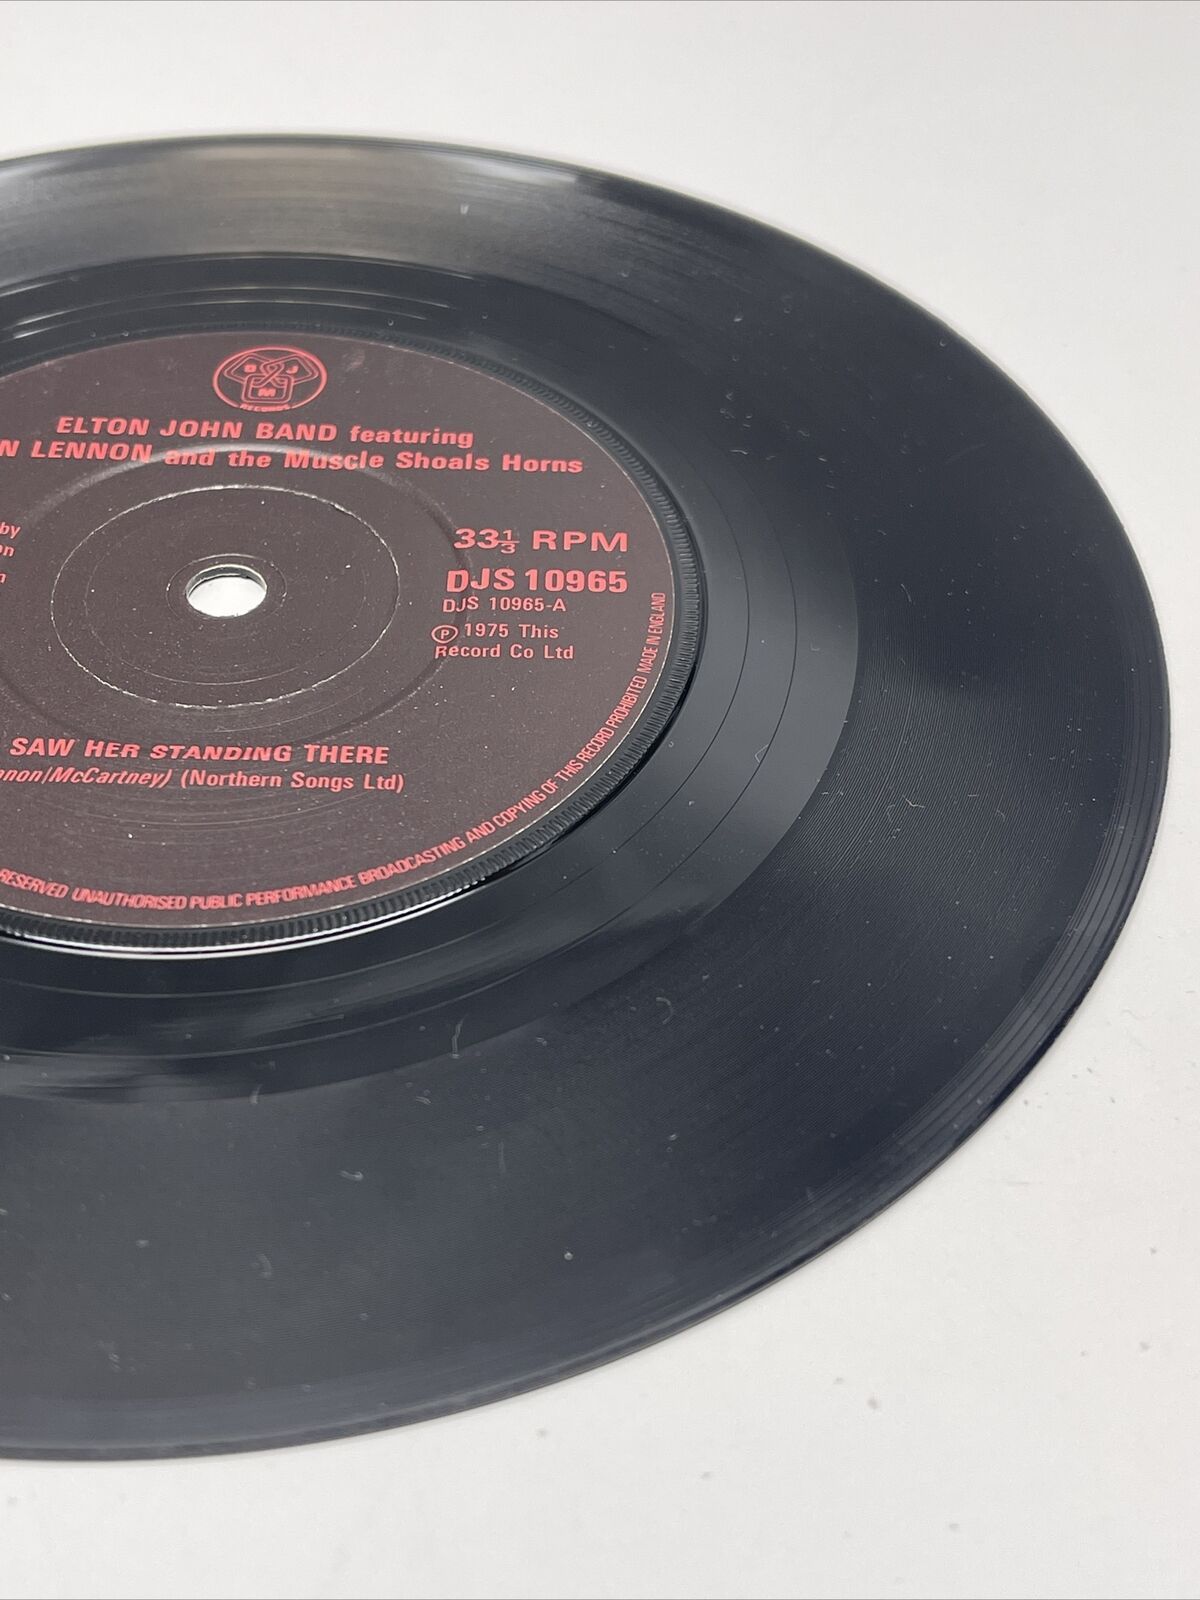 D J
M
RECORDS
ELTON JOHN BAND featuring
N LENNON and the Muscle Shoals Horns
by
on
n
33⅓ RPM
DJS 10965
DJS 10965-A
℗ 1975 This
Record Co Ltd
SAW HER STANDING THERE
nnon/McCartney) (Northern Songs Ltd)
RESERVED UNAUTHORISED PUBLIC PERFORMANCE BROADCASTING AND COPYING OF THIS RECORD PROHIBITED MADE IN ENGLAND